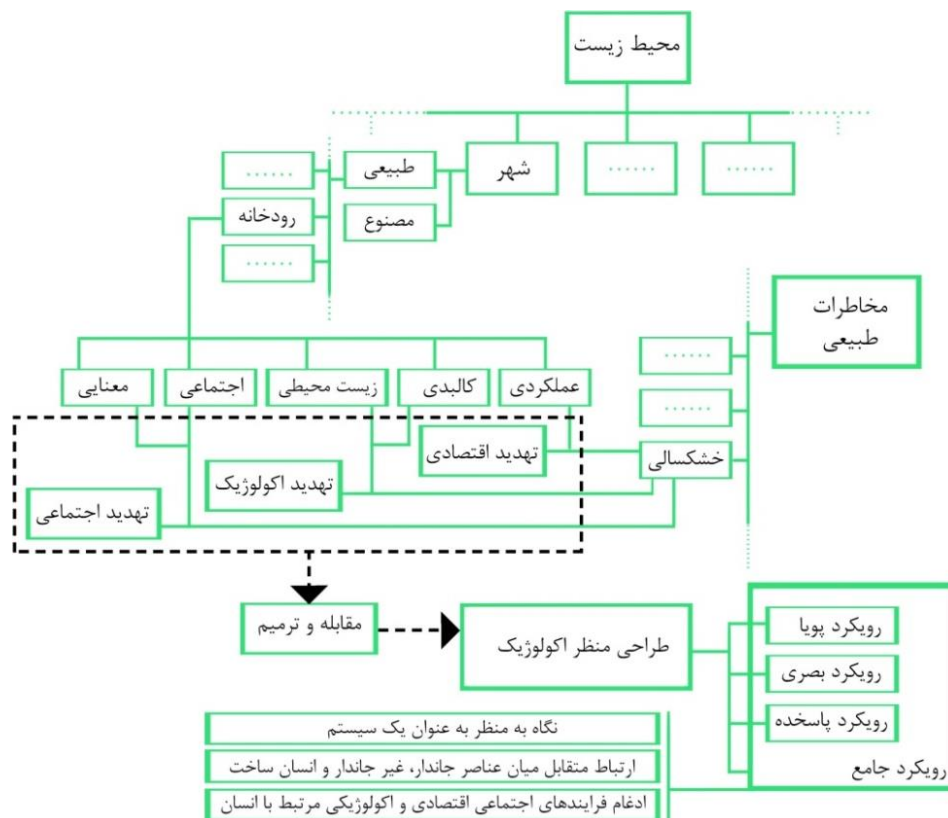 محیط زیست
شهر
......
......
طبیعی
مصنوع
......
رودخانه
......
مخاطرات
طبیعی
......
......
خشکسالی
عملکردی
کالبدی
زیست محیطی
اجتماعی
معنایی
تهدید اقتصادی
تهدید اکولوژیک
تهدید اجتماعی
مقابله و ترمیم
طراحی منظر اکولوژیک
رویکرد پویا
رویکرد بصری
رویکرد پاسخده
رویکرد جامع
نگاه به منظر به عنوان یک سیستم
ارتباط متقابل میان عناصر جاندار، غیر جاندار و انسان ساخت
ادغام فرایندهای اجتماعی اقتصادی و اکولوژیکی مرتبط با انسان